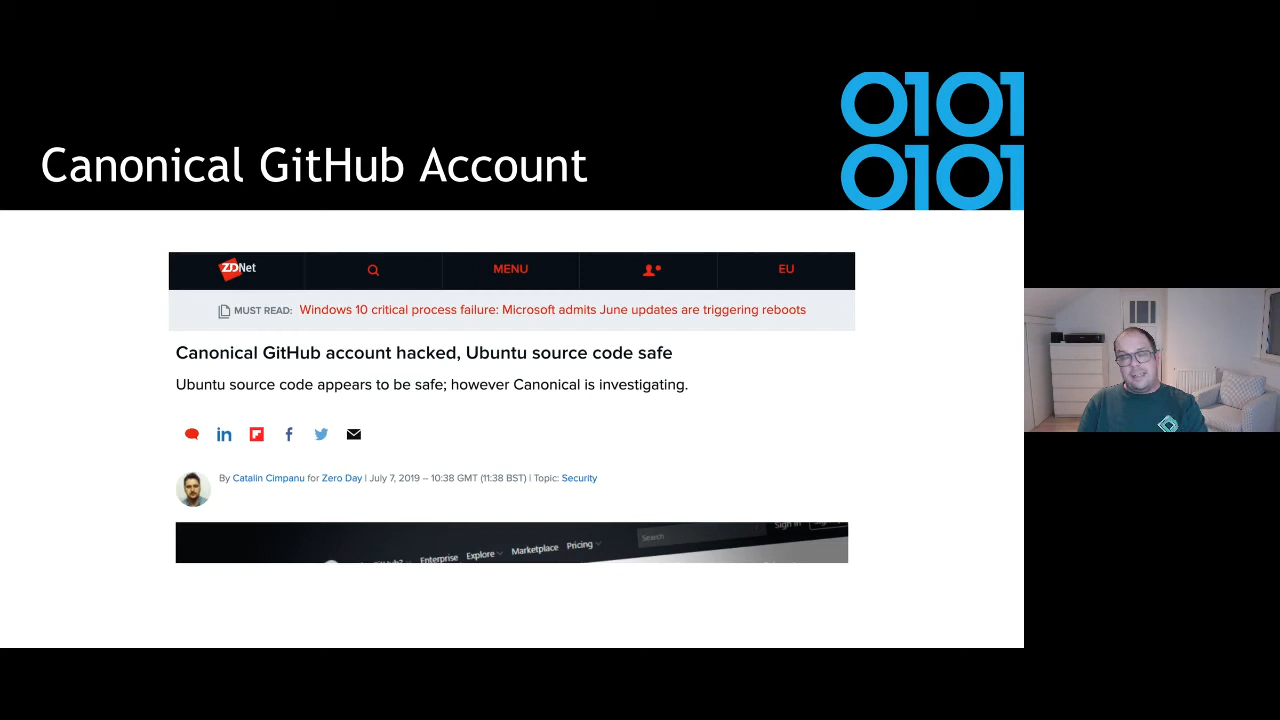 0101
0101
Canonical GitHub Account
ZDNet
MENU
EU
MUST READ: Windows 10 critical process failure: Microsoft admits June updates are triggering reboots
Canonical GitHub account hacked, Ubuntu source code safe
Ubuntu source code appears to be safe; however Canonical is investigating.
in
f
By Catalin Cimpanu for Zero Day | July 7, 2019 – 10:38 GMT (11:38 BST) | Topic: Security
Enterprise Explore Marketplace Pricing Search Sign in